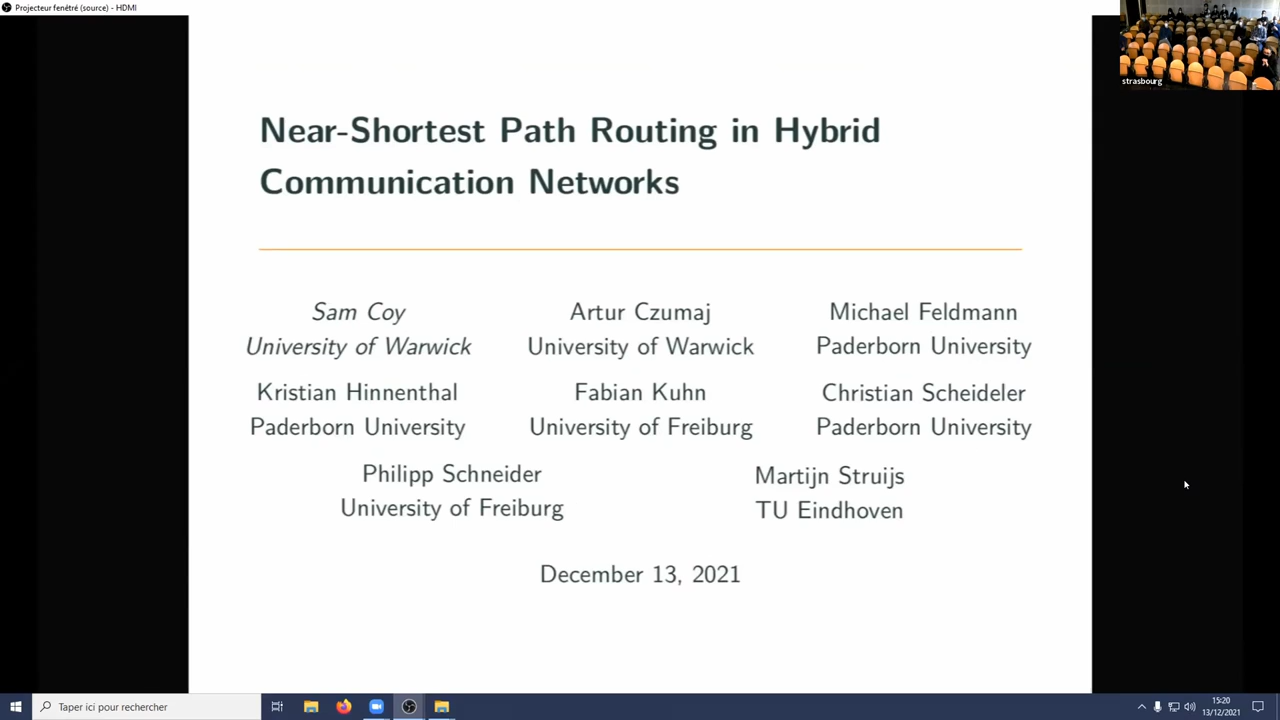 Projecteur fenêtré (source) - HDMI
strasbourg
Near-Shortest Path Routing in Hybrid
Communication Networks
Sam Coy
University of Warwick
Artur Czumaj
University of Warwick
Michael Feldmann
Paderborn University
Kristian Hinnenthal
Paderborn University
Fabian Kuhn
University of Freiburg
Christian Scheideler
Paderborn University
Philipp Schneider
University of Freiburg
Martijn Struijs
TU Eindhoven
December 13, 2021
Taper ici pour rechercher
15:20
13/12/2021